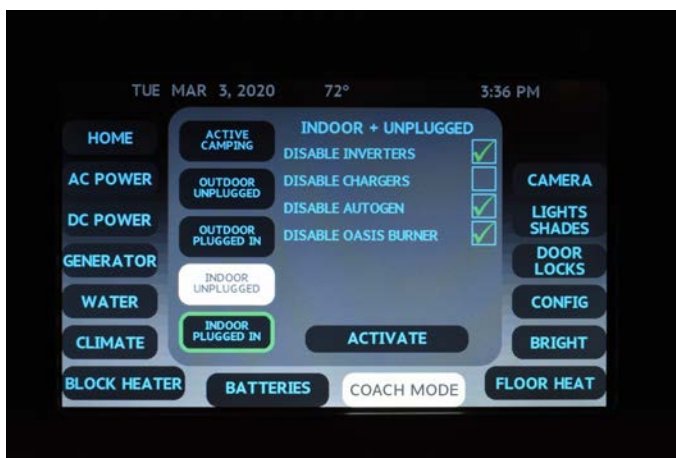 TUE MAR 3, 2020 72° 3:36 PM
HOME
AC POWER
DC POWER
GENERATOR
WATER
CLIMATE
BLOCK HEATER
ACTIVE
CAMPING
OUTDOOR
UNPLUGGED
OUTDOOR
PLUGGED IN
INDOOR
UNPLUGGED
INDOOR
PLUGGED IN
INDOOR + UNPLUGGED
DISABLE INVERTERS
DISABLE CHARGERS
DISABLE AUTOGEN
DISABLE OASIS BURNER
ACTIVATE
CAMERA
LIGHTS
SHADES
DOOR
LOCKS
CONFIG
BRIGHT
BATTERIES
COACH MODE
FLOOR HEAT